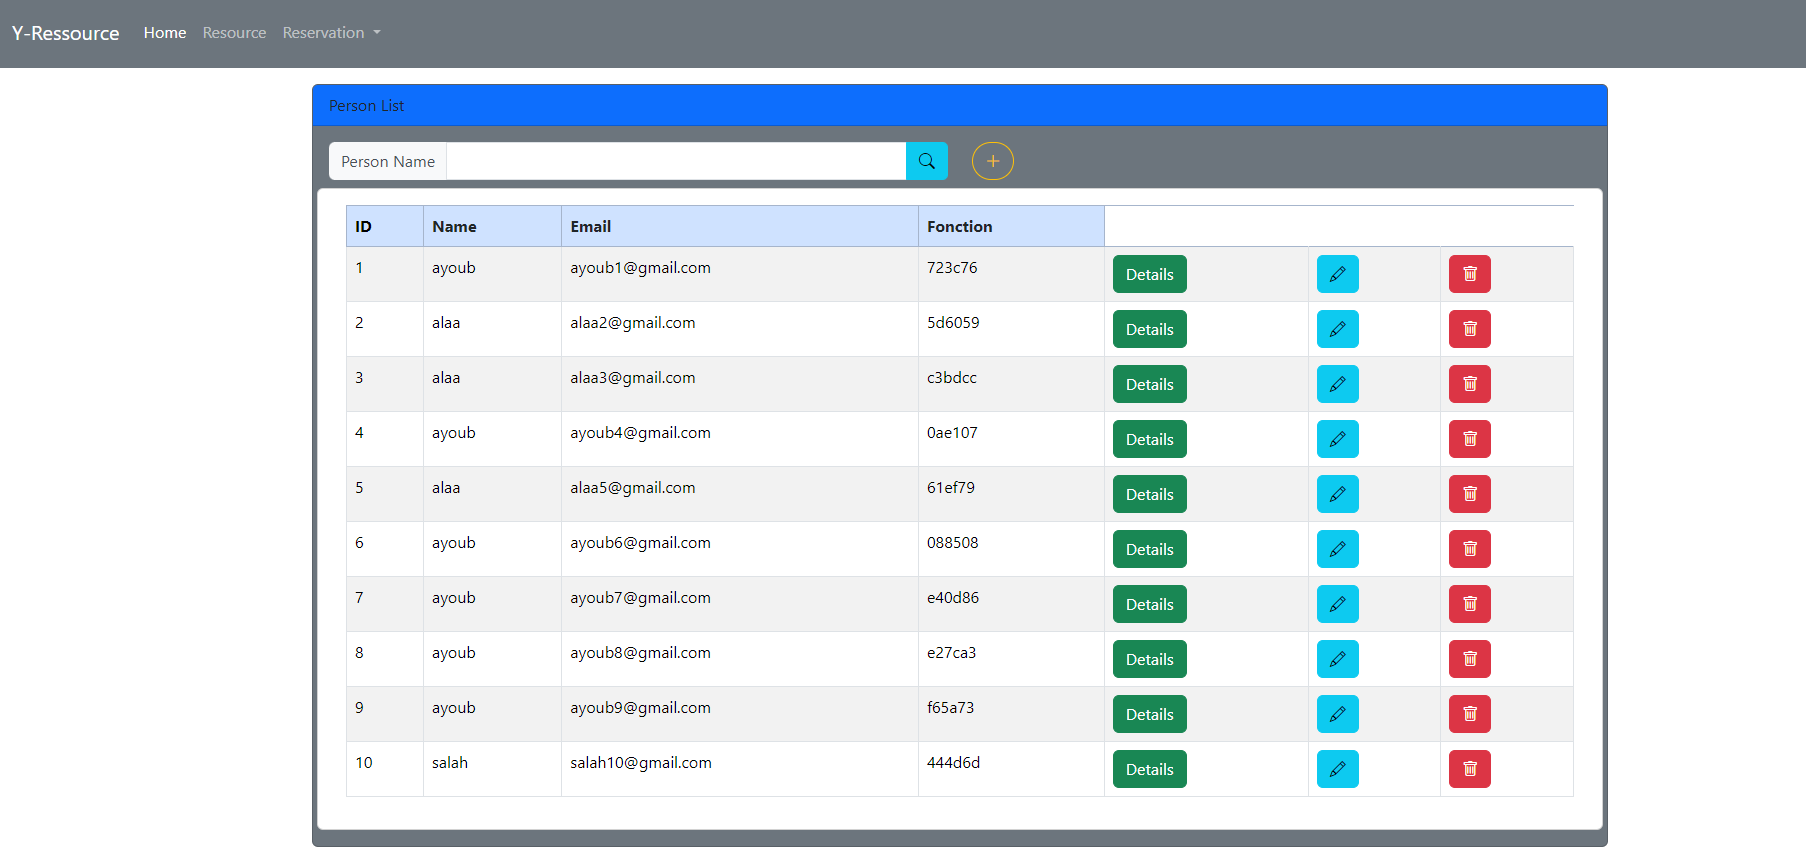 Y-Ressource Home Resource Reservation
Person List
Person Name
ID Name Email Fonction
1 ayoub ayoub1@gmail.com 723c76 Details
2 alaa alaa2@gmail.com 5d6059 Details
3 alaa alaa3@gmail.com c3bdcc Details
4 ayoub ayoub4@gmail.com 0ae107 Details
5 alaa alaa5@gmail.com 61ef79 Details
6 ayoub ayoub6@gmail.com 088508 Details
7 ayoub ayoub7@gmail.com e40d86 Details
8 ayoub ayoub8@gmail.com e27ca3 Details
9 ayoub ayoub9@gmail.com f65a73 Details
10 salah salah10@gmail.com 444d6d Details